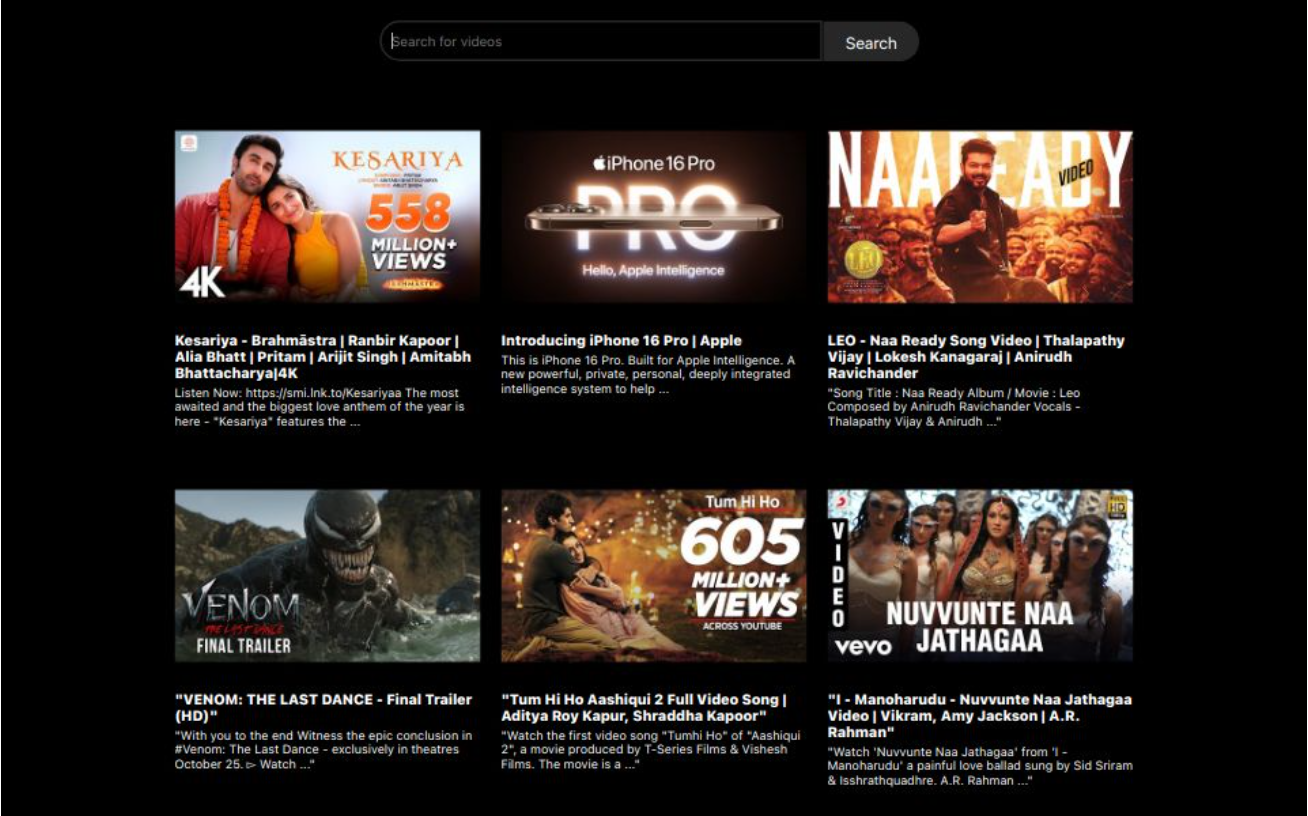 Search for videos
Search
KESARIYA
558
MILLION+
VIEWS
4K
iPhone 16 Pro
PRO
Hello, Apple Intelligence
NAA READY
VIDEO
LEO
Kesariya - Brahmāstra | Ranbir Kapoor |
Alia Bhatt | Pritam | Arijit Singh | Amitabh
Bhattacharya|4K
Listen Now: https://smi.lnk.to/Kesariyaa The most
awaited and the biggest love anthem of the year is
here - "Kesariya" features the ...
Introducing iPhone 16 Pro | Apple
This is iPhone 16 Pro. Built for Apple Intelligence. A
new powerful, private, personal, deeply integrated
intelligence system to help ...
LEO - Naa Ready Song Video | Thalapathy
Vijay | Lokesh Kanagaraj | Anirudh
Ravichander
"Song Title : Naa Ready Album / Movie : Leo
Composed by Anirudh Ravichander Vocals -
Thalapathy Vijay & Anirudh ..."
VENOM
THE LAST DANCE
FINAL TRAILER
Tum Hi Ho
605
MILLION+
VIEWS
ACROSS YOUTUBE
HD
VIDEO
NUVVUNTE NAA
JATHAGAA
vevo
"VENOM: THE LAST DANCE - Final Trailer
(HD)"
"With you to the end Witness the epic conclusion in
#Venom: The Last Dance - exclusively in theatres
October 25. ▻ Watch ..."
"Tum Hi Ho Aashiqui 2 Full Video Song |
Aditya Roy Kapur, Shraddha Kapoor"
"Watch the first video song "Tumhi Ho" of "Aashiqui
2", a movie produced by T-Series Films & Vishesh
Films. The movie is a ..."
"I - Manoharudu - Nuvvunte Naa Jathagaa
Video | Vikram, Amy Jackson | A.R.
Rahman"
"Watch 'Nuvvunte Naa Jathagaa' from 'I -
Manoharudu' a painful love ballad sung by Sid Sriram
& Isshrathquadhre. A.R. Rahman ..."